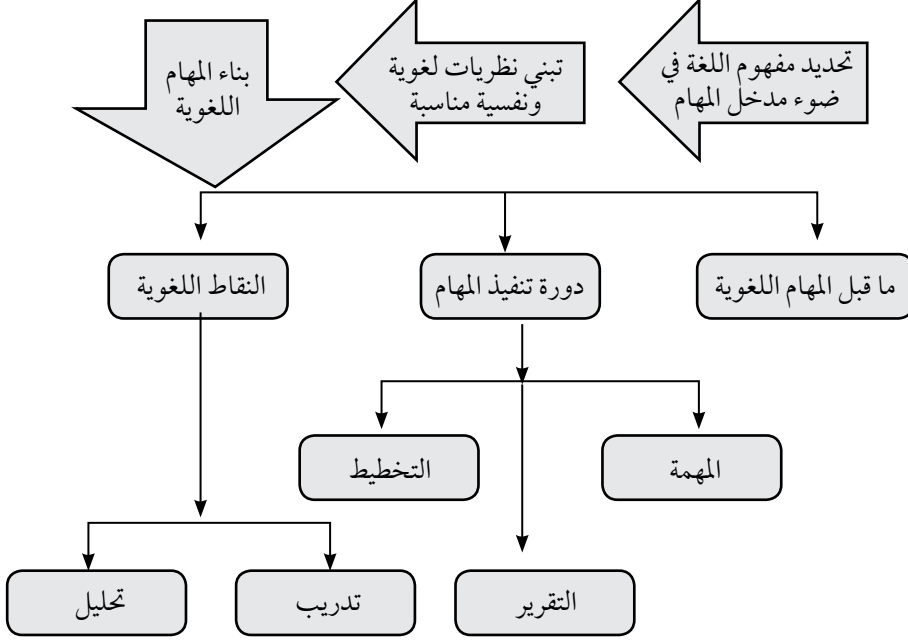 تحديد مفهوم اللغة في
ضوء مدخل المهام
تبني نظريات لغوية
ونفسية مناسبة
بناء المهام
اللغوية
ما قبل المهام اللغوية
دورة تنفيذ المهام
النقاط اللغوية
المهمة
التخطيط
التقرير
تدريب
تحليل